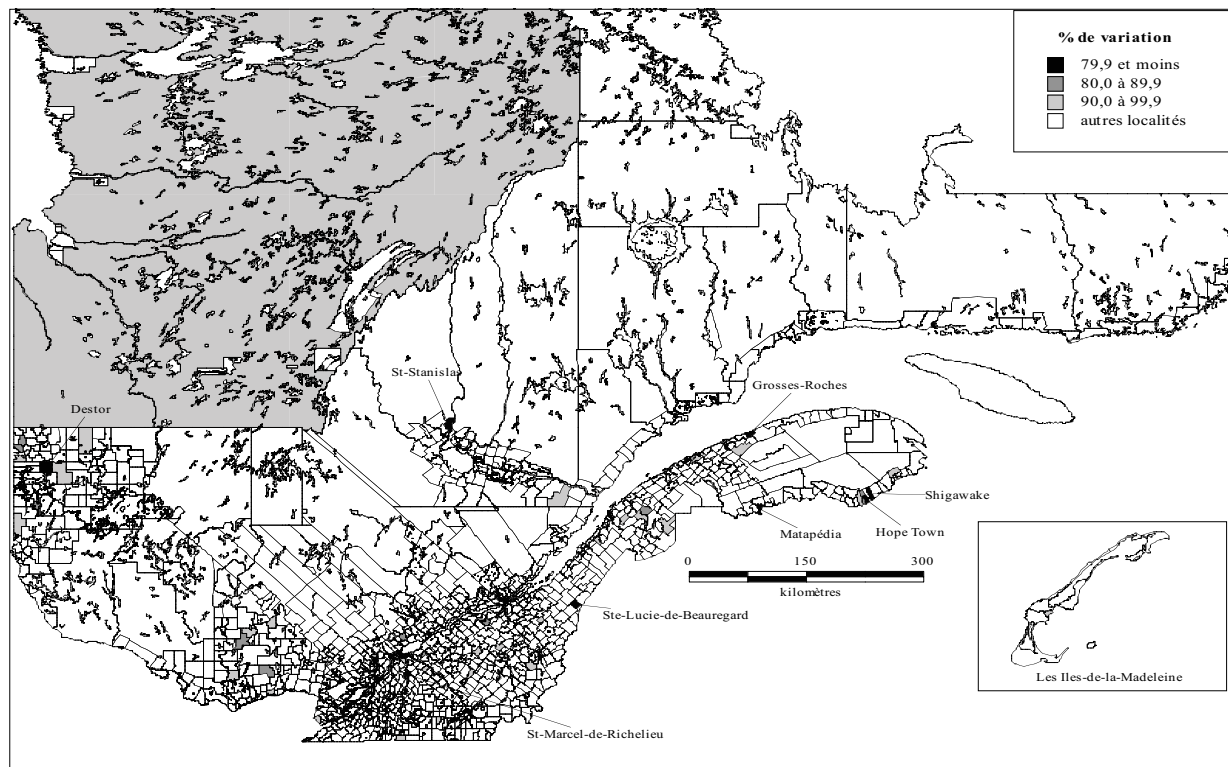 % de variation
79,9 et moins
80,0 à 89,9
90,0 à 99,9
autres localités
St-Stanislas
Grosses-Roches
Destor
Shigawake
Matapédia
Hope Town
0 150 300
kilomètres
Ste-Lucie-de-Beauregard
Les Iles-de-la-Madeleine
St-Marcel-de-Richelieu